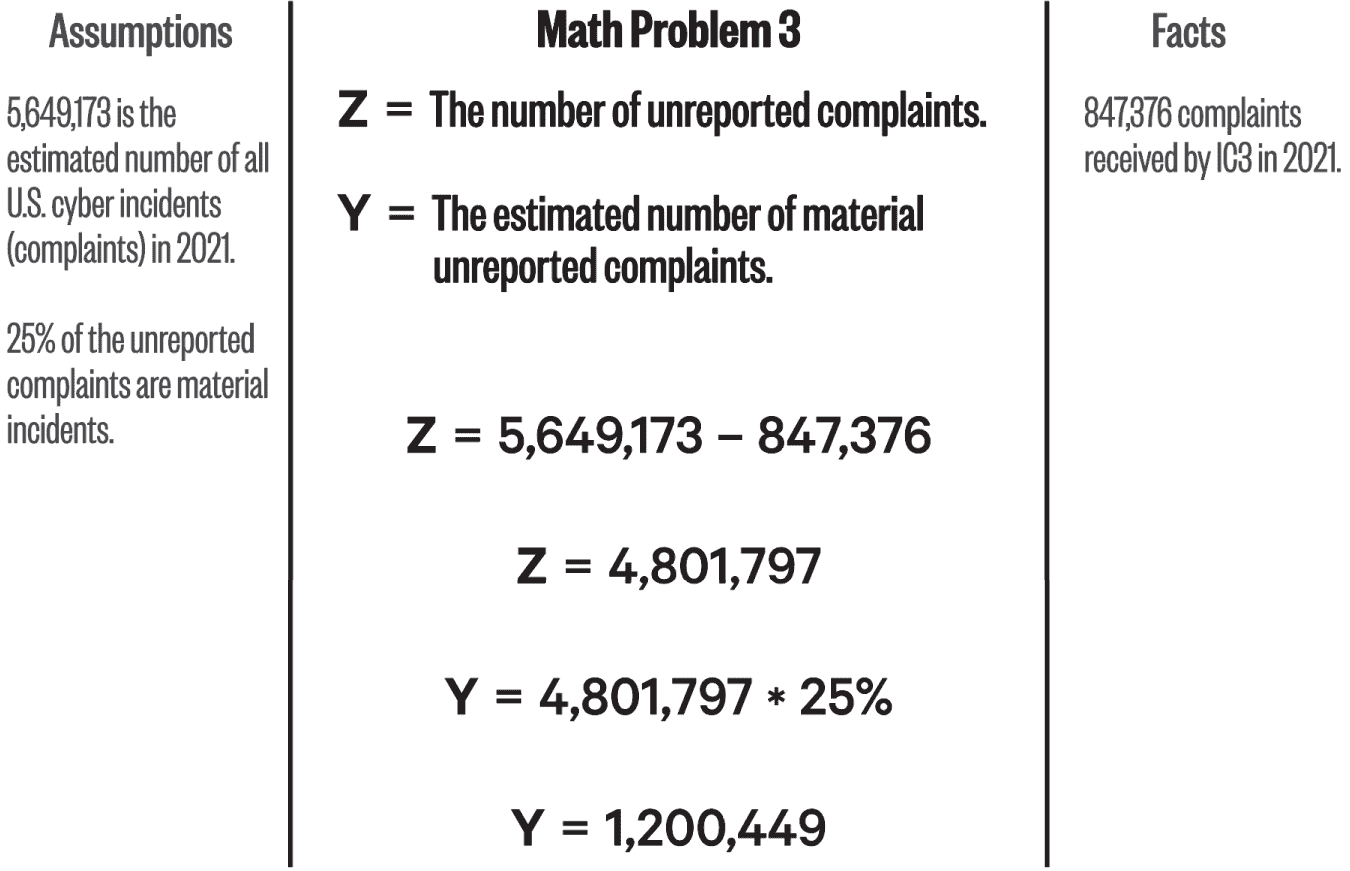 Assumptions
5,649,173 is the
estimated number of all
U.S. cyber incidents
(complaints) in 2021.
25% of the unreported
complaints are material
incidents.
Math Problem 3
Z = The number of unreported complaints.
Y = The estimated number of material
unreported complaints.
Z = 5,649,173 – 847,376
Z = 4,801,797
Y = 4,801,797 * 25%
Y = 1,200,449
Facts
847,376 complaints
received by IC3 in 2021.